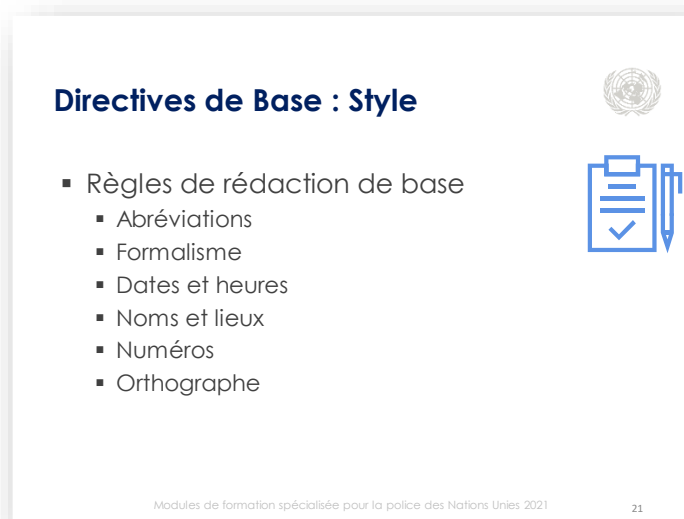 Directives de Base : Style
▪ Règles de rédaction de base
▪ Abréviations
▪ Formalisme
▪ Dates et heures
▪ Noms et lieux
▪ Numéros
▪ Orthographe
Modules de formation spécialisée pour la police des Nations Unies 2021
21